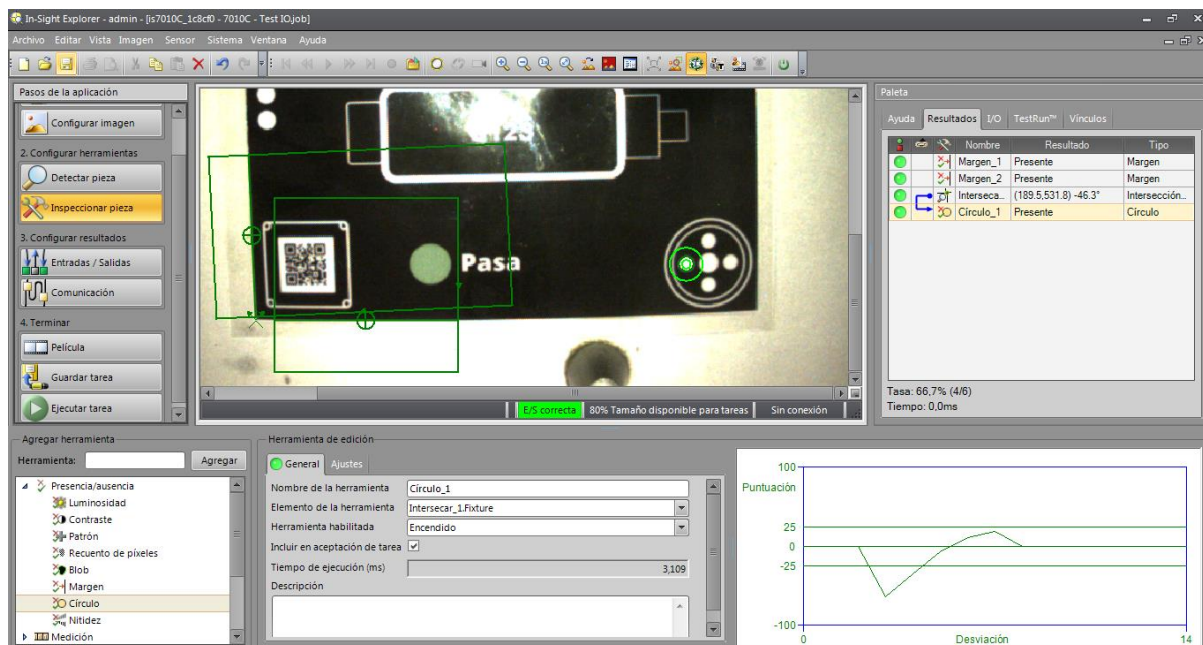 In-Sight Explorer - admin - [is7010C_1c8cf0 - 7010C - Test IO.job]
Archivo Editar Vista Imagen Sensor Sistema Ventana Ayuda
Pasos de la aplicación
Configurar imagen
2. Configurar herramientas
Detectar pieza
Inspeccionar pieza
3. Configurar resultados
Entradas / Salidas
Comunicación
4. Terminar
Película
Guardar tarea
Ejecutar tarea
Pasa
E/S correcta 80% Tamaño disponible para tareas Sin conexión
Paleta
Ayuda Resultados I/O TestRun™ Vínculos
Nombre Resultado Tipo
Margen_1 Presente Margen
Margen_2 Presente Margen
Interseca... (189.5,531.8) -46.3° Intersección...
Círculo_1 Presente Círculo
Tasa: 66,7% (4/6)
Tiempo: 0,0ms
Agregar herramienta
Herramienta: Agregar
Presencia/ausencia
Luminosidad
Contraste
Patrón
Recuento de píxeles
Blob
Margen
Círculo
Nitidez
Medición
Herramienta de edición
General Ajustes
Nombre de la herramienta Círculo_1
Elemento de la herramienta Intersecar_1.Fixture
Herramienta habilitada Encendido
Incluir en aceptación de tarea
Tiempo de ejecución (ms) 3,109
Descripción
100
Puntuación
25
0
-25
-100
0 Desviación 14